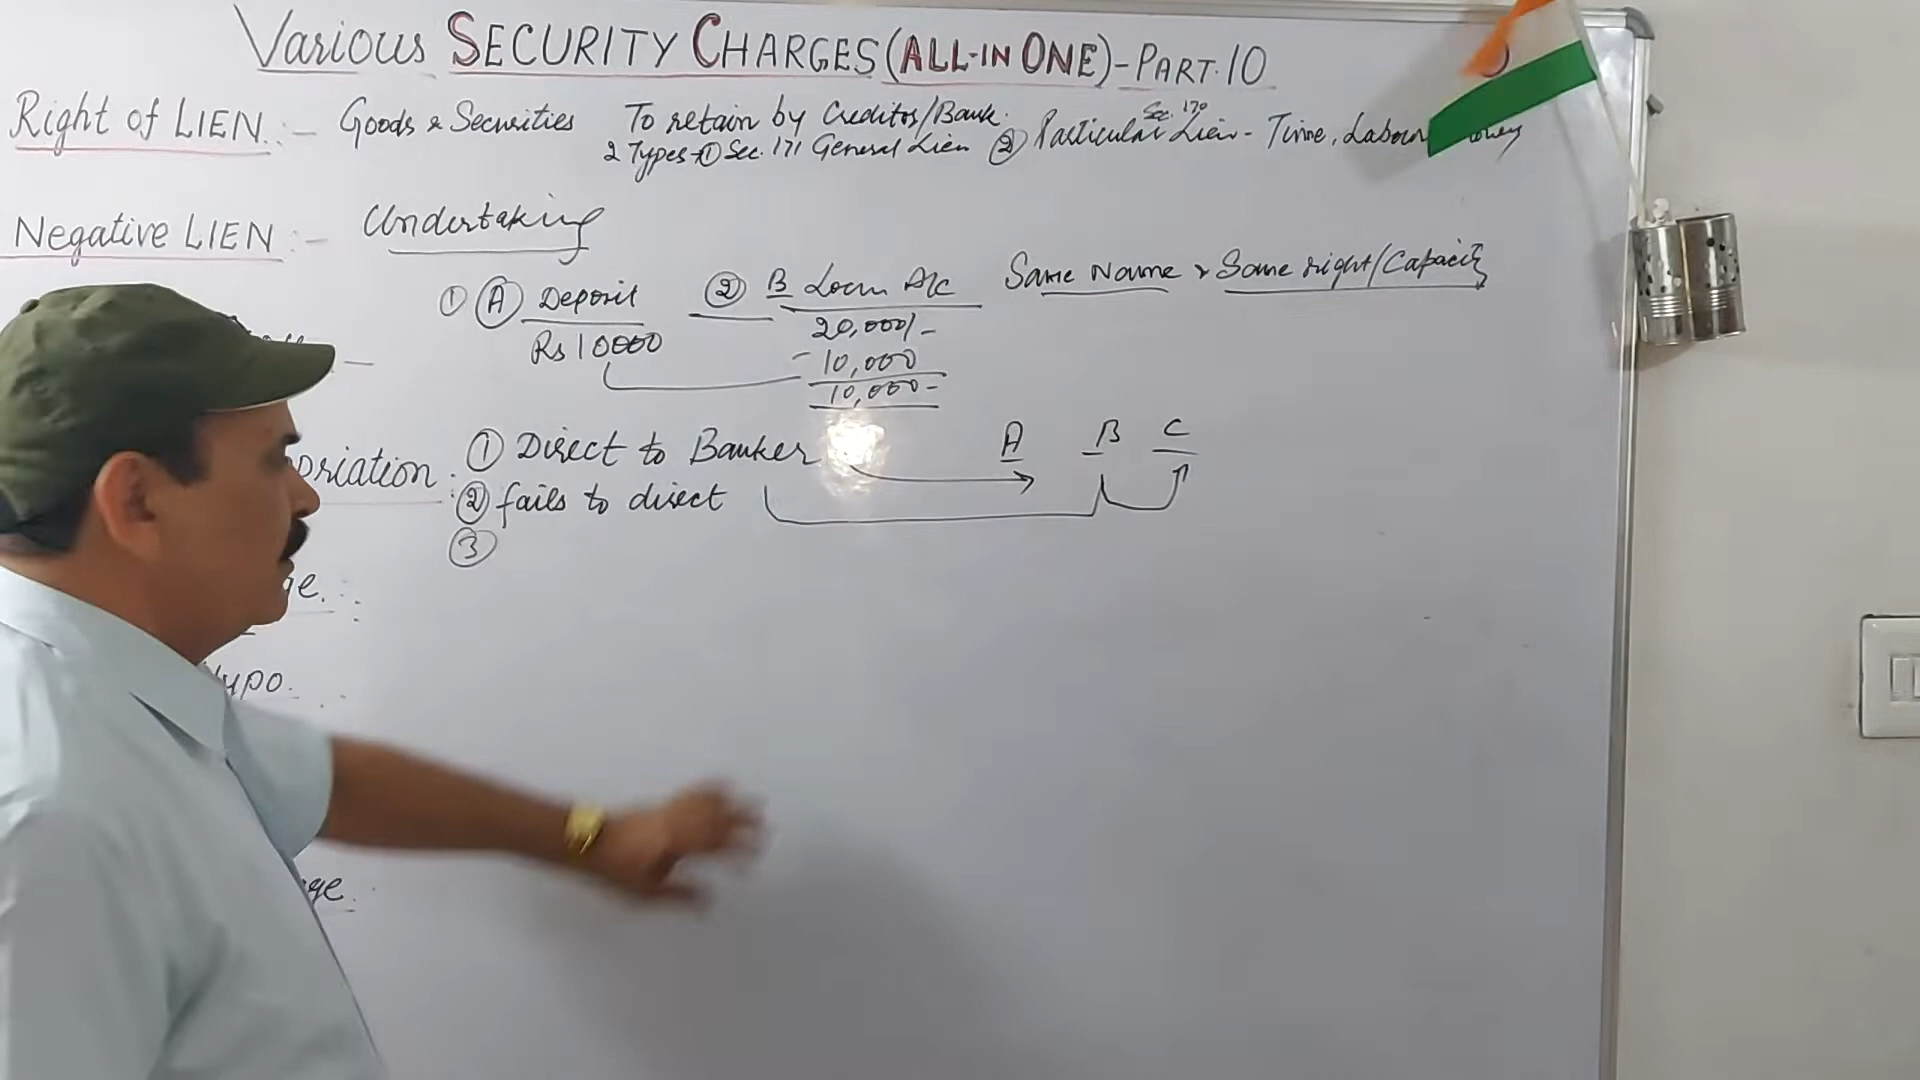 Various SECURITY CHARGES (ALL-IN ONE) - PART. 10
Right of LIEN :- Goods & Securities To retain by Creditos/Bank.
2 Types → ① Sec. 171 General Lien ② Particular Lien - Time, Labour
Sec. 170
Negative LIEN :- Undertaking
① Ⓐ Deposit ② B Loan A/c Same Name & Same right/Capacity
Rs 10000 20,000/-
- 10,000
10,000-
① Direct to Banker A B C
② fails to direct
③